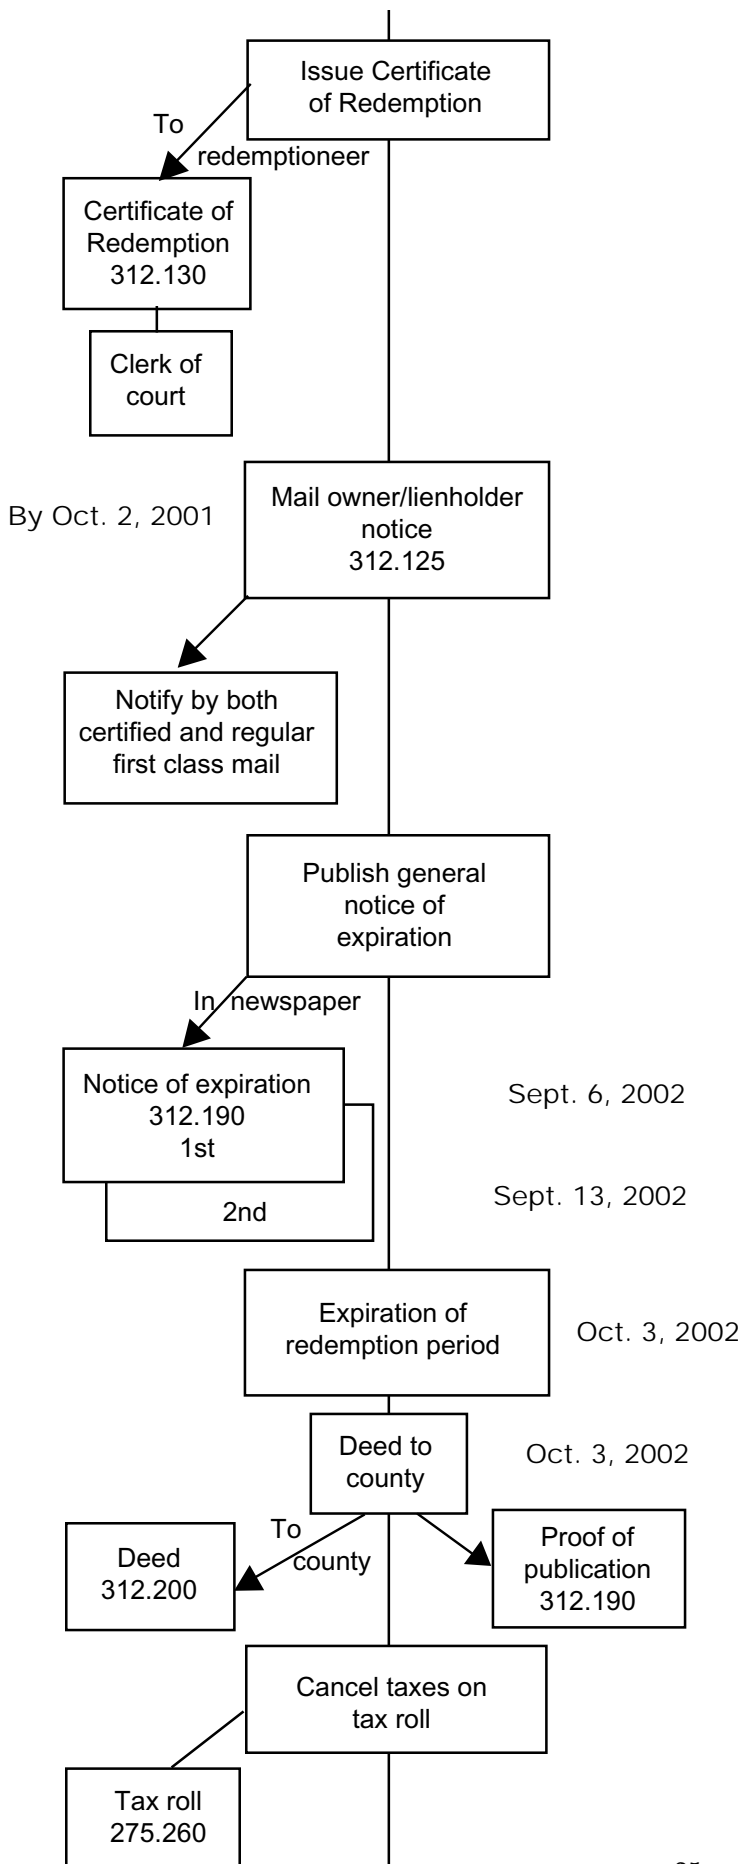 Issue Certificate
of Redemption
To
redemptioneer
Certificate of
Redemption
312.130
Clerk of
court
By Oct. 2, 2001
Mail owner/lienholder
notice
312.125
Notify by both
certified and regular
first class mail
Publish general
notice of
expiration
In newspaper
Notice of expiration
312.190
1st
Sept. 6, 2002
2nd
Sept. 13, 2002
Expiration of
redemption period
Oct. 3, 2002
Deed to
county
Oct. 3, 2002
To
county
Deed
312.200
Proof of
publication
312.190
Cancel taxes on
tax roll
Tax roll
275.260